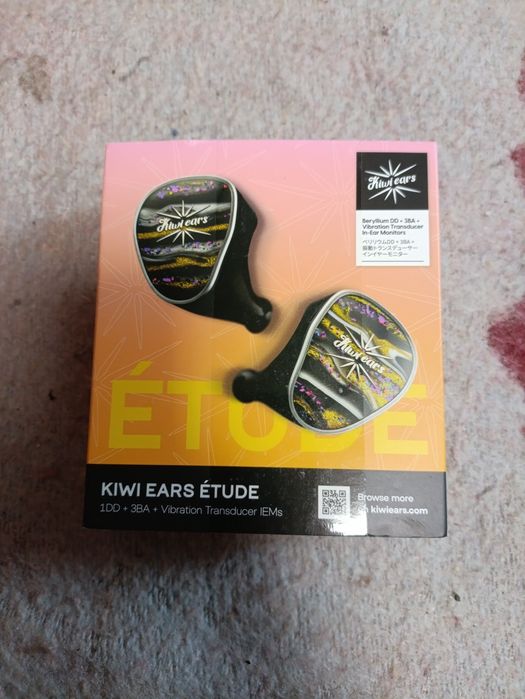 Kiwi ears
Beryllium DD + 3BA +
Vibration Transducer
In-Ear Monitors
ベリリウムDD + 3BA +
振動トランスデューサー
インイヤーモニター
Kiwi ears
Kiwi ears
ÉTUDE
KIWI EARS ÉTUDE
1DD + 3BA + Vibration Transducer IEMs
Browse more
on kiwiears.com